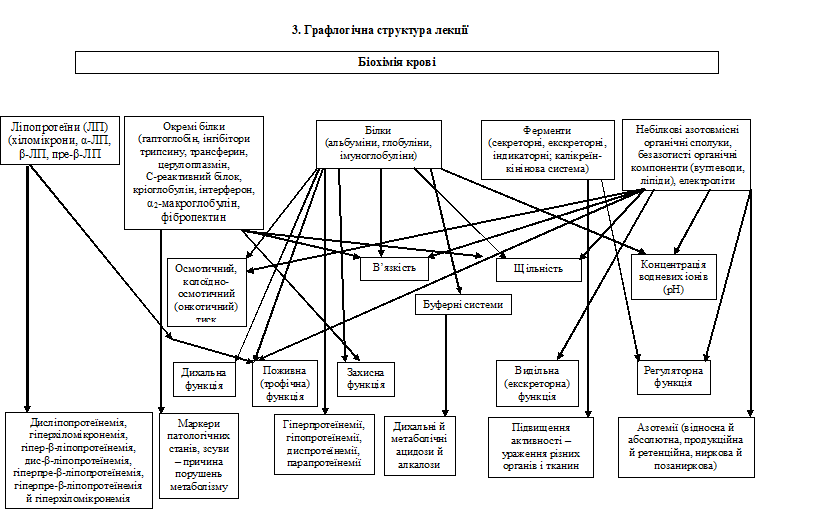 3. Графлогічна структура лекції
Біохімія крові
Ліпопротеїни (ЛП)
(хіломікрони, α-ЛП,
β-ЛП, пре-β-ЛП
Окремі білки
(гаптоглобін, інгібітори
трипсину, трансферин,
церулоплазмін,
С-реактивний білок,
кріоглобулін, інтерферон,
α₂-макроглобулін,
фібропектин
Білки
(альбуміни, глобуліни,
імуноглобуліни)
Ферменти
(секреторні, екскреторні,
індикаторні; калікреїн-
кінінова система)
Небілкові азотовмісні
органічні сполуки,
безазотисті органічні
компоненти (вуглеводи,
ліпіди), електроліти
Осмотичний,
колоїдно-
осмотичний
(онкотичний)
тиск
В’язкість
Щільність
Концентрація
водневих іонів
(рН)
Буферні системи
Дихальна
функція
Поживна
(трофічна)
функція
Захисна
функція
Видільна
(екскреторна)
функція
Регуляторна
функція
Дисліпопротеїнемія,
гіперхіломікронемія,
гіпер-β-ліпопротеїнемія,
дис-β-ліпопротеїнемія,
гіперпре-β-ліпопротеїнемія,
гіперпре-β-ліпопротеїнемія
й гіперхіломікронемія
Маркери
патологічних
станів, зсуви
– причина
порушень
метаболізму
Гіперпротеїнемії,
гіпопротеїнемії,
диспротеїнемії,
парапротеїнемії
Дихальні й
метаболічні
ацидози й
алкалози
Підвищення
активності –
ураження різних
органів і тканин
Азотемії (відносна й
абсолютна, продукційна
й ретенційна, ниркова й
позаниркова)